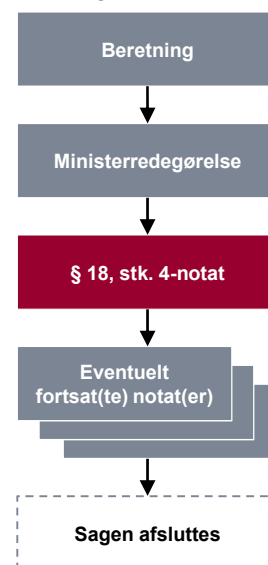 Beretning
Ministerredegørelse
§ 18, stk. 4-notat
Eventuelt
fortsat(te) notat(er)
Sagen afsluttes